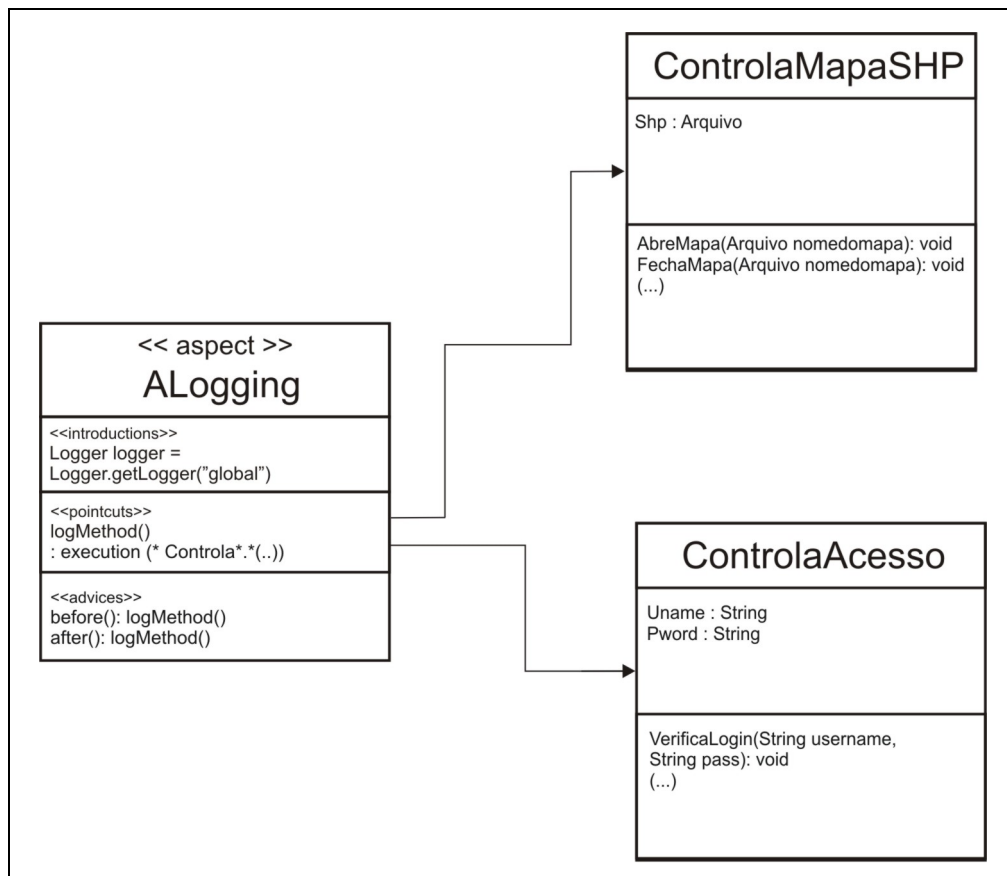 << aspect >>
ALogging
<<introductions>>
Logger logger =
Logger.getLogger("global")
<<pointcuts>>
logMethod()
: execution (* Controla*.*(..))
<<advices>>
before(): logMethod()
after(): logMethod()
ControlaMapaSHP
Shp : Arquivo
AbreMapa(Arquivo nomedomapa): void
FechaMapa(Arquivo nomedomapa): void
(...)
ControlaAcesso
Uname : String
Pword : String
VerificaLogin(String username,
String pass): void
(...)